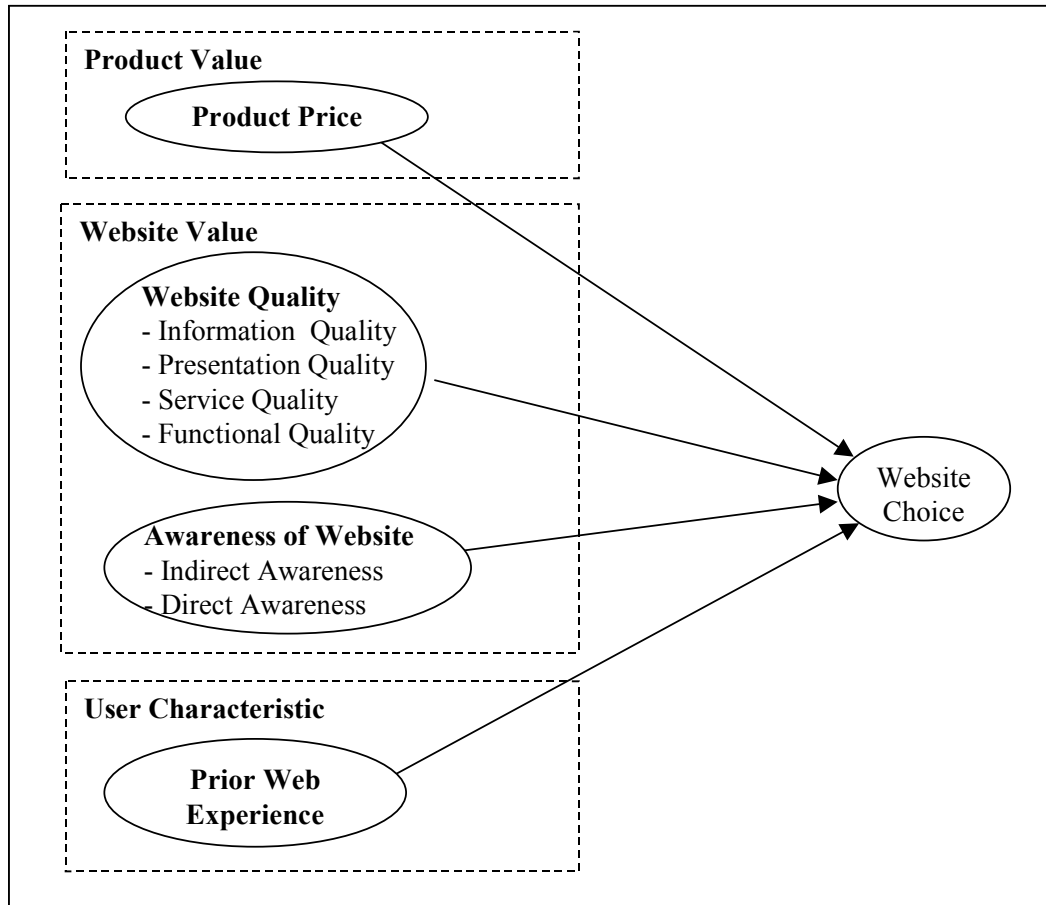 Product Value
Product Price
Website Value
Website Quality
- Information  Quality
- Presentation Quality
- Service Quality
- Functional Quality
Awareness of Website
- Indirect Awareness
- Direct Awareness
User Characteristic
Prior Web
Experience
Website
Choice